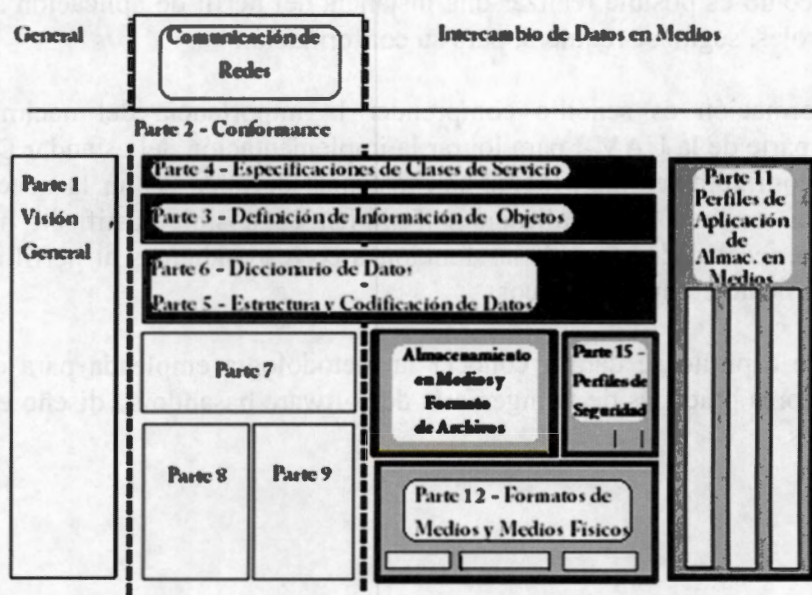 General
Comunicación de
Redes
Intercambio de Datos en Medios
Parte 2 - Conformance
Parte 1
Visión
General
Parte 4 - Especificaciones de Clases de Servicio
Parte 3 - Definición de Información de Objetos
Parte 6 - Diccionario de Datos
Parte 5 - Estructura y Codificación de Datos
Parte 7
Parte 8
Parte 9
Almacenamiento
en Medios y
Formato
de Archivos
Parte 15 -
Perfiles de
Seguridad
Parte 12 - Formatos de
Medios y Medios Físicos
Parte 11
Perfiles de
Aplicación
de
Almac. en
Medios